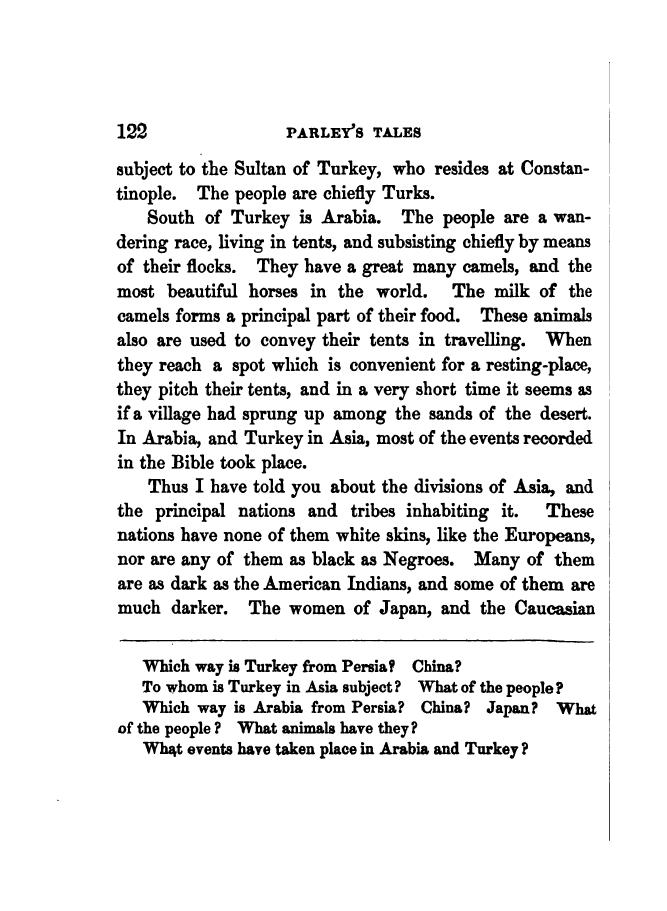 122 PARLEY'S TALES
subject to the Sultan of Turkey, who resides at Constan-
tinople. The people are chiefly Turks.
South of Turkey is Arabia. The people are a wan-
dering race, living in tents, and subsisting chiefly by means
of their flocks. They have a great many camels, and the
most beautiful horses in the world. The milk of the
camels forms a principal part of their food. These animals
also are used to convey their tents in travelling. When
they reach a spot which is convenient for a resting-place,
they pitch their tents, and in a very short time it seems as
if a village had sprung up among the sands of the desert.
In Arabia, and Turkey in Asia, most of the events recorded
in the Bible took place.
Thus I have told you about the divisions of Asia, and
the principal nations and tribes inhabiting it. These
nations have none of them white skins, like the Europeans,
nor are any of them as black as Negroes. Many of them
are as dark as the American Indians, and some of them are
much darker. The women of Japan, and the Caucasian
Which way is Turkey from Persia? China?
To whom is Turkey in Asia subject? What of the people?
Which way is Arabia from Persia? China? Japan? What
of the people? What animals have they?
What events have taken place in Arabia and Turkey?